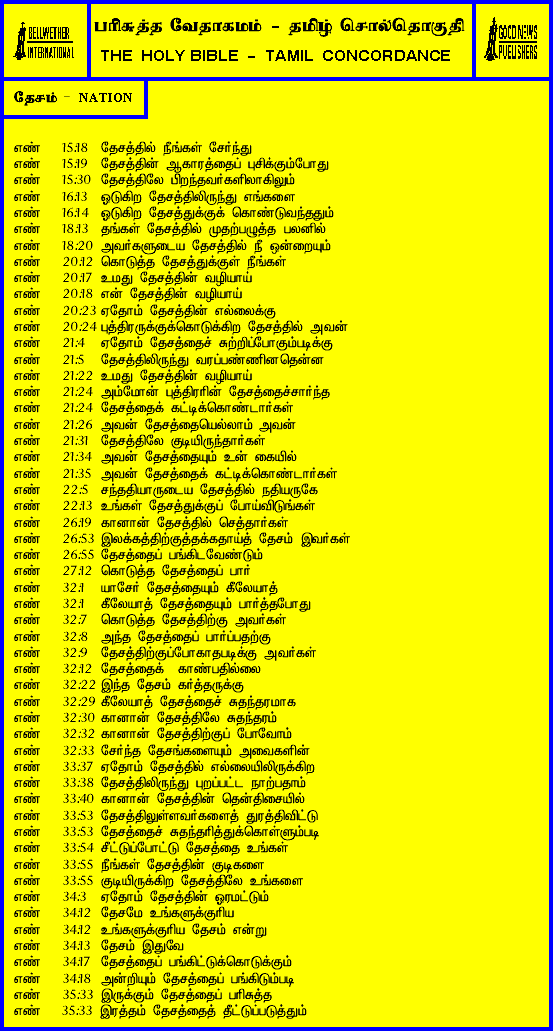 BELLWETHER INTERNATIONAL
பரிசுத்த வேதாகமம் - தமிழ் சொல்தொகுதி
THE HOLY BIBLE - TAMIL CONCORDANCE
GOOD NEWS PUBLISHERS
தேசம் - NATION
எண் 15:18 தேசத்தில் நீங்கள் சேர்ந்து
எண் 15:19 தேசத்தின் ஆகாரத்தைப் புசிக்கும்போது
எண் 15:30 தேசத்திலே பிறந்தவர்களிலாகிலும்
எண் 16:13 ஓடுகிற தேசத்திலிருந்து எங்களை
எண் 16:14 ஓடுகிற தேசத்துக்குக் கொண்டுவந்ததும்
எண் 18:13 தங்கள் தேசத்தில் முதற்பழுத்த பலனில்
எண் 18:20 அவர்களுடைய தேசத்தில் நீ ஒன்றையும்
எண் 20:12 கொடுத்த தேசத்துக்குள் நீங்கள்
எண் 20:17 உமது தேசத்தின் வழியாய்
எண் 20:18 என் தேசத்தின் வழியாய்
எண் 20:23 ஏதோம் தேசத்தின் எல்லைக்கு
எண் 20:24 புத்திரருக்குக்கொடுக்கிற தேசத்தில் அவன்
எண் 21:4 ஏதோம் தேசத்தைச் சுற்றிப்போகும்படிக்கு
எண் 21:5 தேசத்திலிருந்து வரப்பண்ணினதென்ன
எண் 21:22 உமது தேசத்தின் வழியாய்
எண் 21:24 அம்மோன் புத்திரரின் தேசத்தைச்சார்ந்த
எண் 21:24 தேசத்தைக் கட்டிக்கொண்டார்கள்
எண் 21:26 அவன் தேசத்தையெல்லாம் அவன்
எண் 21:31 தேசத்திலே குடியிருந்தார்கள்
எண் 21:34 அவன் தேசத்தையும் உன் கையில்
எண் 21:35 அவன் தேசத்தைக் கட்டிக்கொண்டார்கள்
எண் 22:5 சந்ததியாருடைய தேசத்தில் நதியருகே
எண் 22:13 உங்கள் தேசத்துக்குப் போய்விடுங்கள்
எண் 26:19 கானான் தேசத்தில் செத்தார்கள்
எண் 26:53 இலக்கத்திற்குத்தக்கதாய்த் தேசம் இவர்கள்
எண் 26:55 தேசத்தைப் பங்கிடவேண்டும்
எண் 27:12 கொடுத்த தேசத்தைப் பார்
எண் 32:1 யாசேர் தேசத்தையும் கீலேயாத்
எண் 32:1 கீலேயாத் தேசத்தையும் பார்த்தபோது
எண் 32:7 கொடுத்த தேசத்திற்கு அவர்கள்
எண் 32:8 அந்த தேசத்தைப் பார்ப்பதற்கு
எண் 32:9 தேசத்திற்குப்போகாதபடிக்கு அவர்கள்
எண் 32:12 தேசத்தைக் காண்பதில்லை
எண் 32:22 இந்த தேசம் கர்த்தருக்கு
எண் 32:29 கீலேயாத் தேசத்தைச் சுதந்தரமாக
எண் 32:30 கானான் தேசத்திலே சுதந்தரம்
எண் 32:32 கானான் தேசத்திற்குப் போவோம்
எண் 32:33 சேர்ந்த தேசங்களையும் அவைகளின்
எண் 33:37 ஏதோம் தேசத்தில் எல்லையிலிருக்கிற
எண் 33:38 தேசத்திலிருந்து புறப்பட்ட நாற்பதாம்
எண் 33:40 கானான் தேசத்தின் தென்திசையில்
எண் 33:53 தேசத்திலுள்ளவர்களைத் துரத்திவிட்டு
எண் 33:53 தேசத்தைச் சுதந்தரித்துக்கொள்ளும்படி
எண் 33:54 சீட்டுப்போட்டு தேசத்தை உங்கள்
எண் 33:55 நீங்கள் தேசத்தின் குடிகளை
எண் 33:55 குடியிருக்கிற தேசத்திலே உங்களை
எண் 34:3 ஏதோம் தேசத்தின் ஓரமட்டும்
எண் 34:12 தேசமே உங்களுக்குரிய
எண் 34:12 உங்களுக்குரிய தேசம் என்று
எண் 34:13 தேசம் இதுவே
எண் 34:17 தேசத்தைப் பங்கிட்டுக்கொடுக்கும்
எண் 34:18 அன்றியும் தேசத்தைப் பங்கிடும்படி
எண் 35:33 இருக்கும் தேசத்தைப் பரிசுத்த
எண் 35:33 இரத்தம் தேசத்தைத் தீட்டுப்படுத்தும்